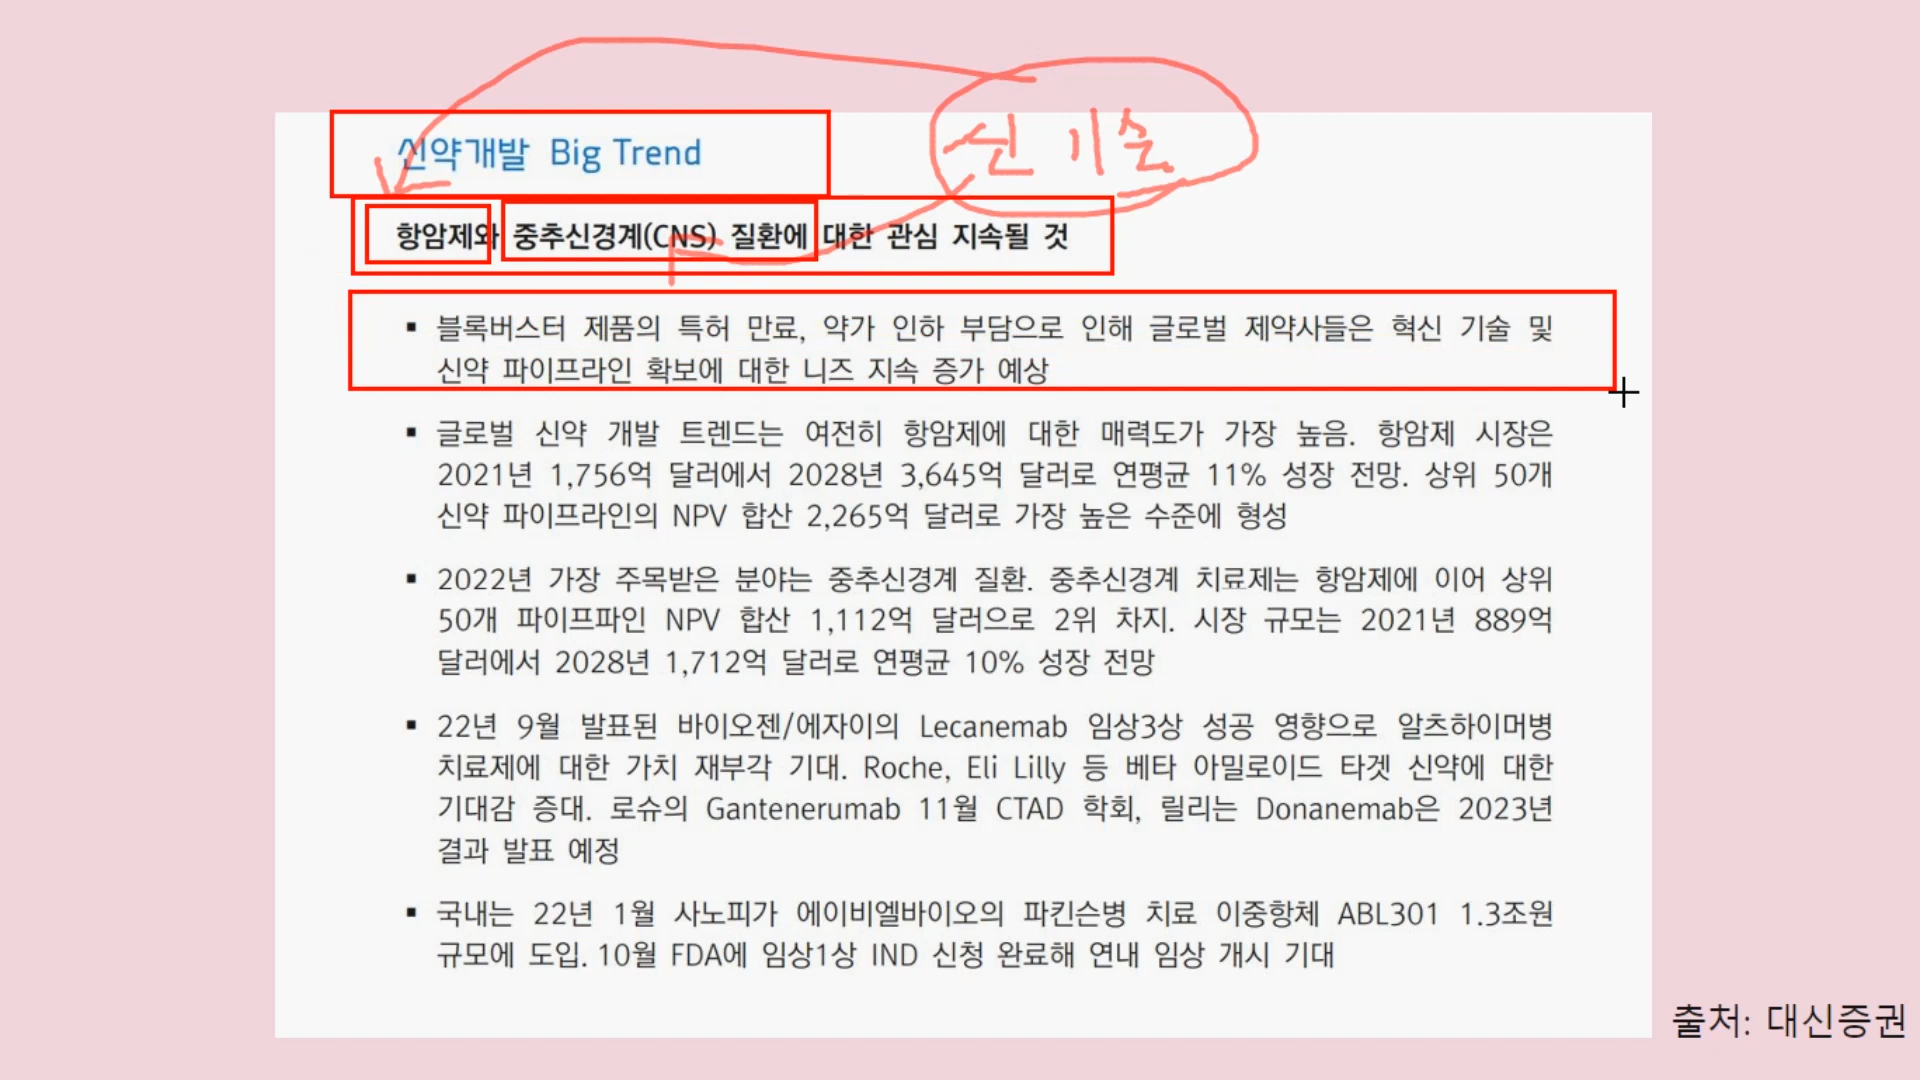 신기술
신약개발 Big Trend
항암제와 중추신경계(CNS) 질환에 대한 관심 지속될 것
▪ 블록버스터 제품의 특허 만료, 약가 인하 부담으로 인해 글로벌 제약사들은 혁신 기술 및
신약 파이프라인 확보에 대한 니즈 지속 증가 예상
▪ 글로벌 신약 개발 트렌드는 여전히 항암제에 대한 매력도가 가장 높음. 항암제 시장은
2021년 1,756억 달러에서 2028년 3,645억 달러로 연평균 11% 성장 전망. 상위 50개
신약 파이프라인의 NPV 합산 2,265억 달러로 가장 높은 수준에 형성
▪ 2022년 가장 주목받은 분야는 중추신경계 질환. 중추신경계 치료제는 항암제에 이어 상위
50개 파이프파인 NPV 합산 1,112억 달러으로 2위 차지. 시장 규모는 2021년 889억
달러에서 2028년 1,712억 달러로 연평균 10% 성장 전망
▪ 22년 9월 발표된 바이오젠/에자이의 Lecanemab 임상3상 성공 영향으로 알츠하이머병
치료제에 대한 가치 재부각 기대. Roche, Eli Lilly 등 베타 아밀로이드 타겟 신약에 대한
기대감 증대. 로슈의 Gantenerumab 11월 CTAD 학회, 릴리는 Donanemab은 2023년
결과 발표 예정
▪ 국내는 22년 1월 사노피가 에이비엘바이오의 파킨슨병 치료 이중항체 ABL301 1.3조원
규모에 도입. 10월 FDA에 임상1상 IND 신청 완료해 연내 임상 개시 기대
출처: 대신증권